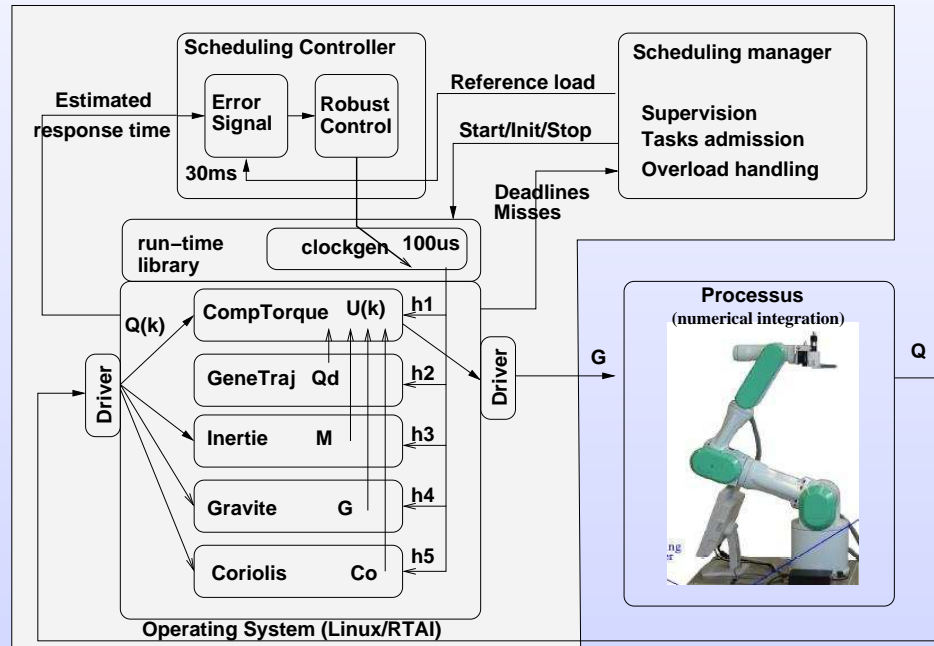 Scheduling Controller
Error
Signal
Robust
Control
30ms
Estimated
response time
Reference load
Start/Init/Stop
Scheduling manager
Supervision
Tasks admission
Overload handling
Deadlines
Misses
run−time
library
clockgen
100us
Q(k)
CompTorque
U(k)
h1
GeneTraj
Qd
h2
Inertie
M
h3
Gravite
G
h4
Coriolis
Co
h5
Driver
Driver
Operating System (Linux/RTAI)
G
Processus
(numerical integration)
Q
ing
er